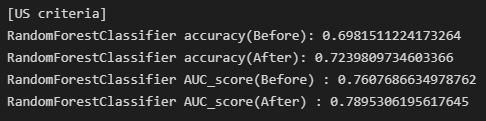 [US criteria]
RandomForestClassifier accuracy(Before): 0.6981511224173264
RandomForestClassifier accuracy(After): 0.7239809734603366
RandomForestClassifier AUC_score(Before) : 0.7607686634978762
RandomForestClassifier AUC_score(After) : 0.7895306195617645